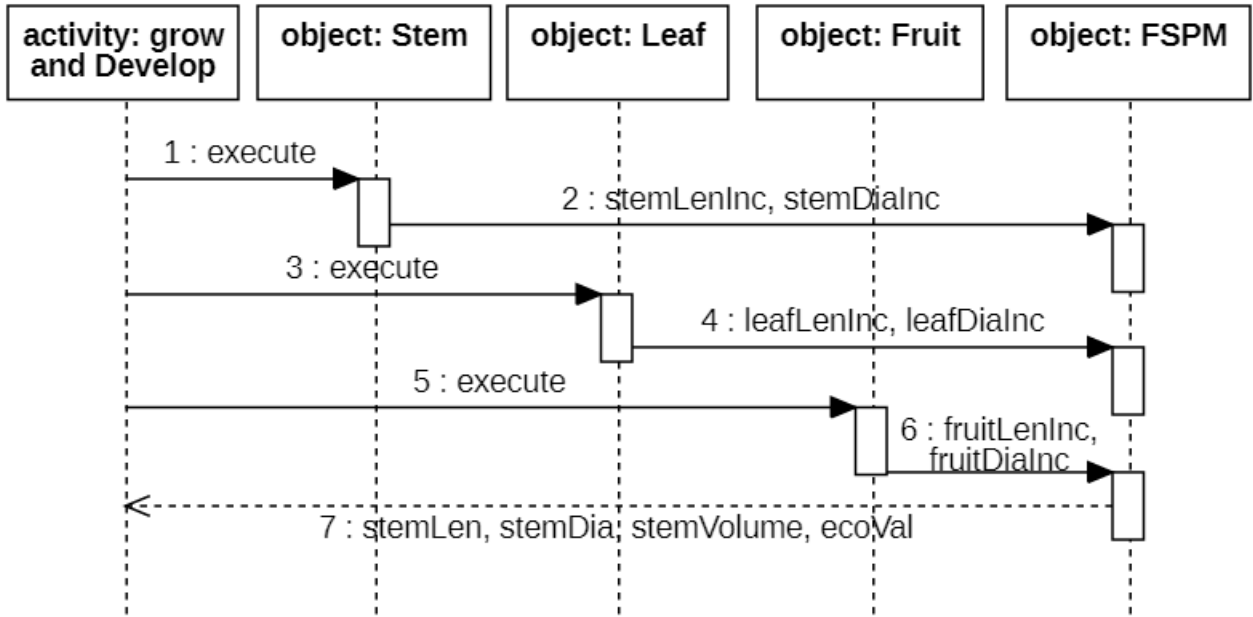 activity: grow
and Develop
object: Stem
object: Leaf
object: Fruit
object: FSPM
1 : execute
2 : stemLenInc, stemDiaInc
3 : execute
4 : leafLenInc, leafDiaInc
5 : execute
6 : fruitLenInc,
fruitDiaInc
7 : stemLen, stemDia, stemVolume, ecoVal